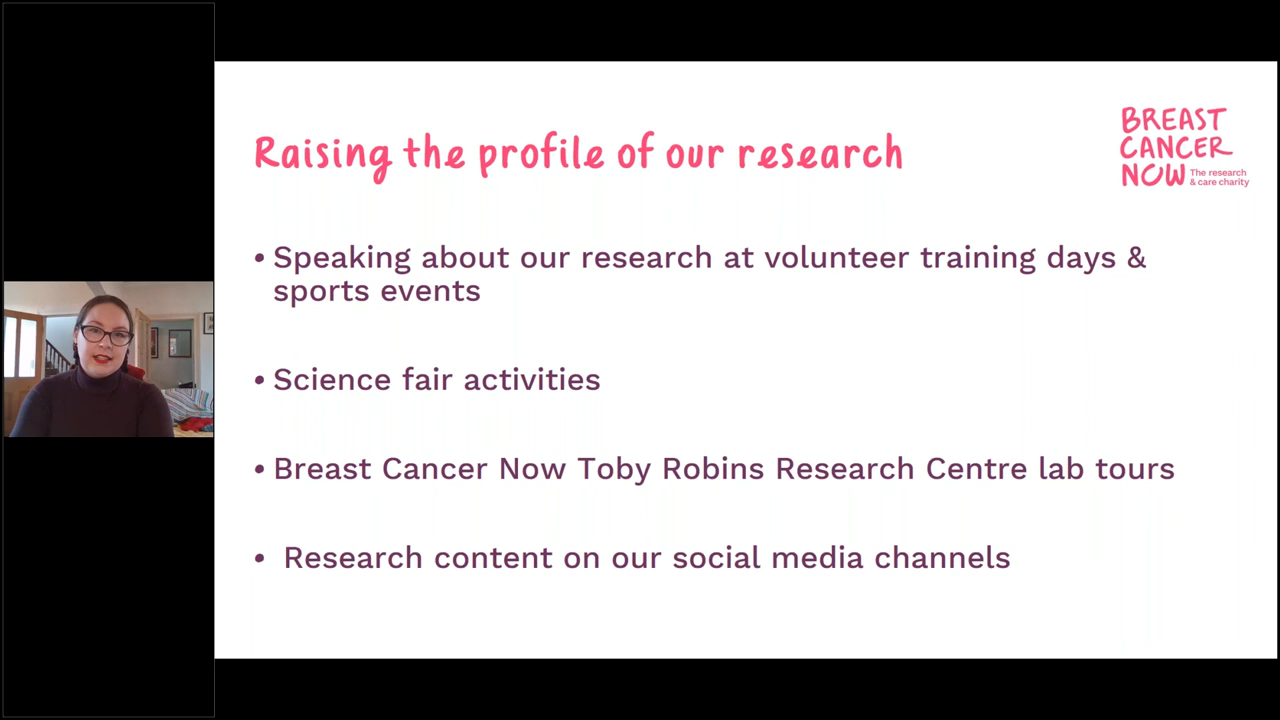 Raising the profile of our research
BREAST
CANCER
NOW The research
& care charity
• Speaking about our research at volunteer training days &
sports events
• Science fair activities
• Breast Cancer Now Toby Robins Research Centre lab tours
• Research content on our social media channels